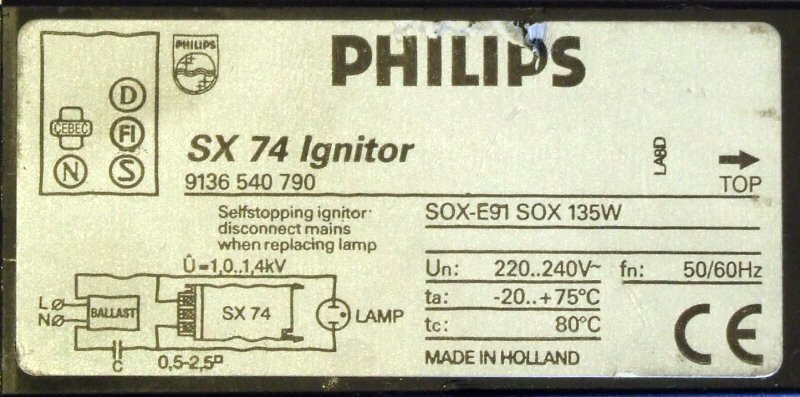 PHILIPS
PHILIPS
D
CEBEC
FI
N
S
SX 74 Ignitor
9136 540 790
LA8D
TOP
Selfstopping ignitor
disconnect mains
when replacing lamp
SOX-E91 SOX 135W
Û=1,0..1,4kV
Un: 220..240V~ fn: 50/60Hz
ta: -20..+75°C
tc: 80°C
L
N
BALLAST
SX 74
LAMP
C
0,5-2,5□
MADE IN HOLLAND
CE